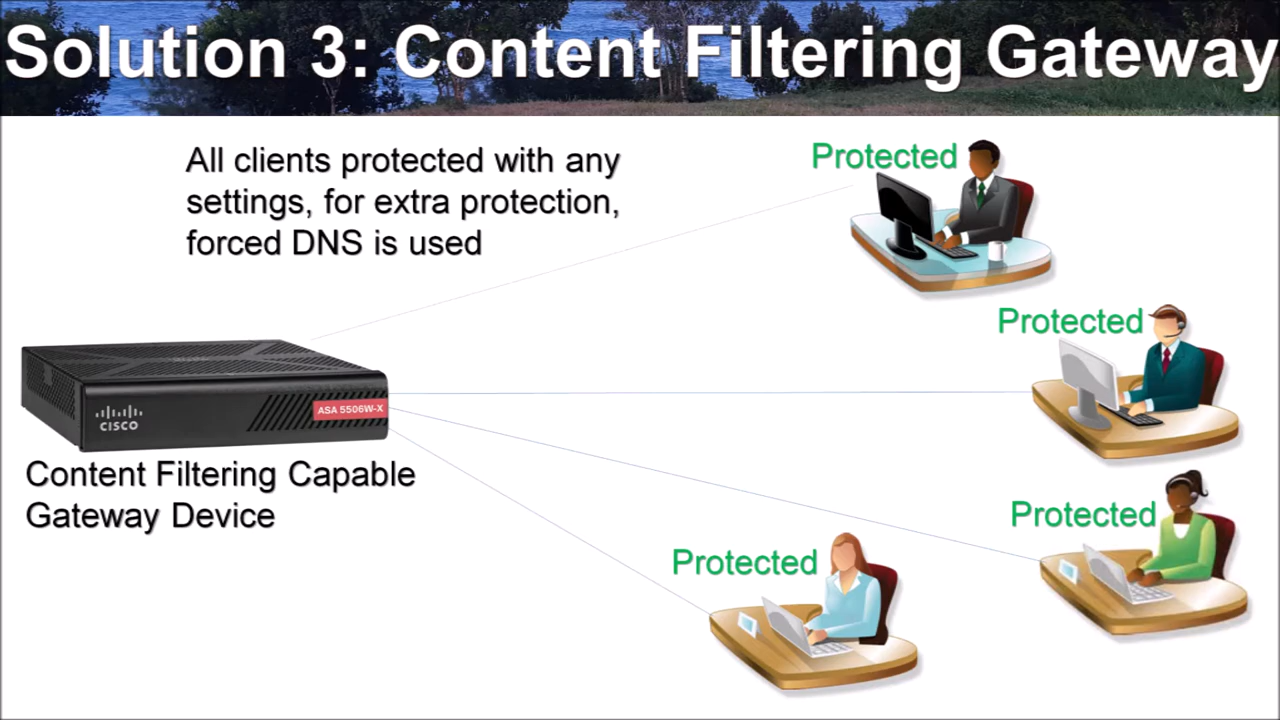 Solution 3: Content Filtering Gateway
All clients protected with any
settings, for extra protection,
forced DNS is used
Protected
Protected
CISCO
ASA 5506W-X
Content Filtering Capable
Gateway Device
Protected
Protected